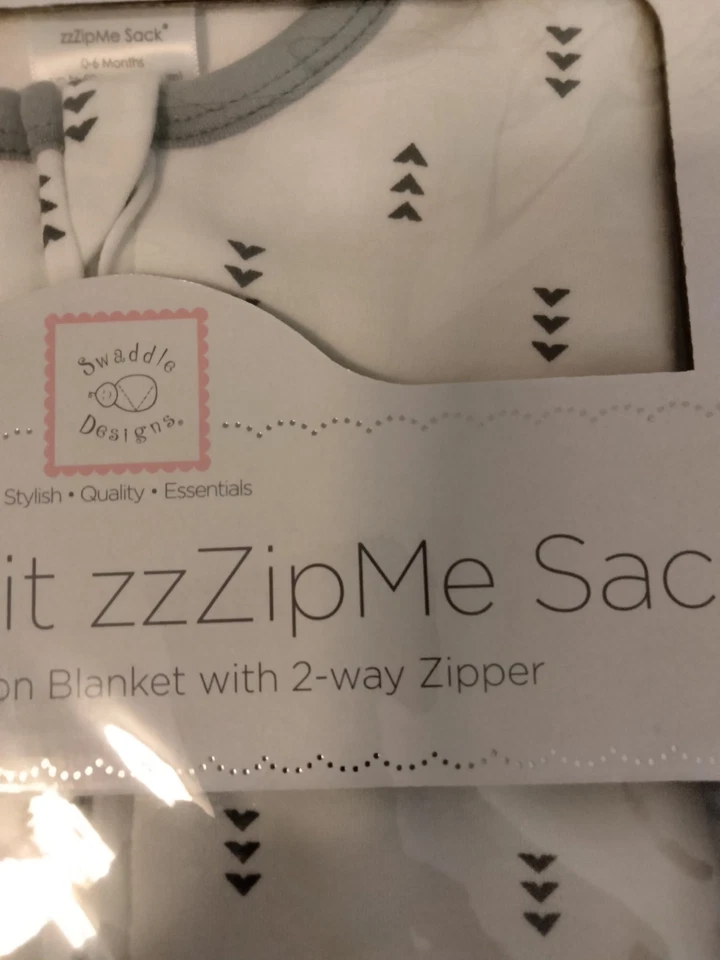 zzZipMe Sack®
0-6 Months
Swaddle
Designs®
Stylish • Quality • Essentials
it zzZipMe Sac
on Blanket with 2-way Zipper